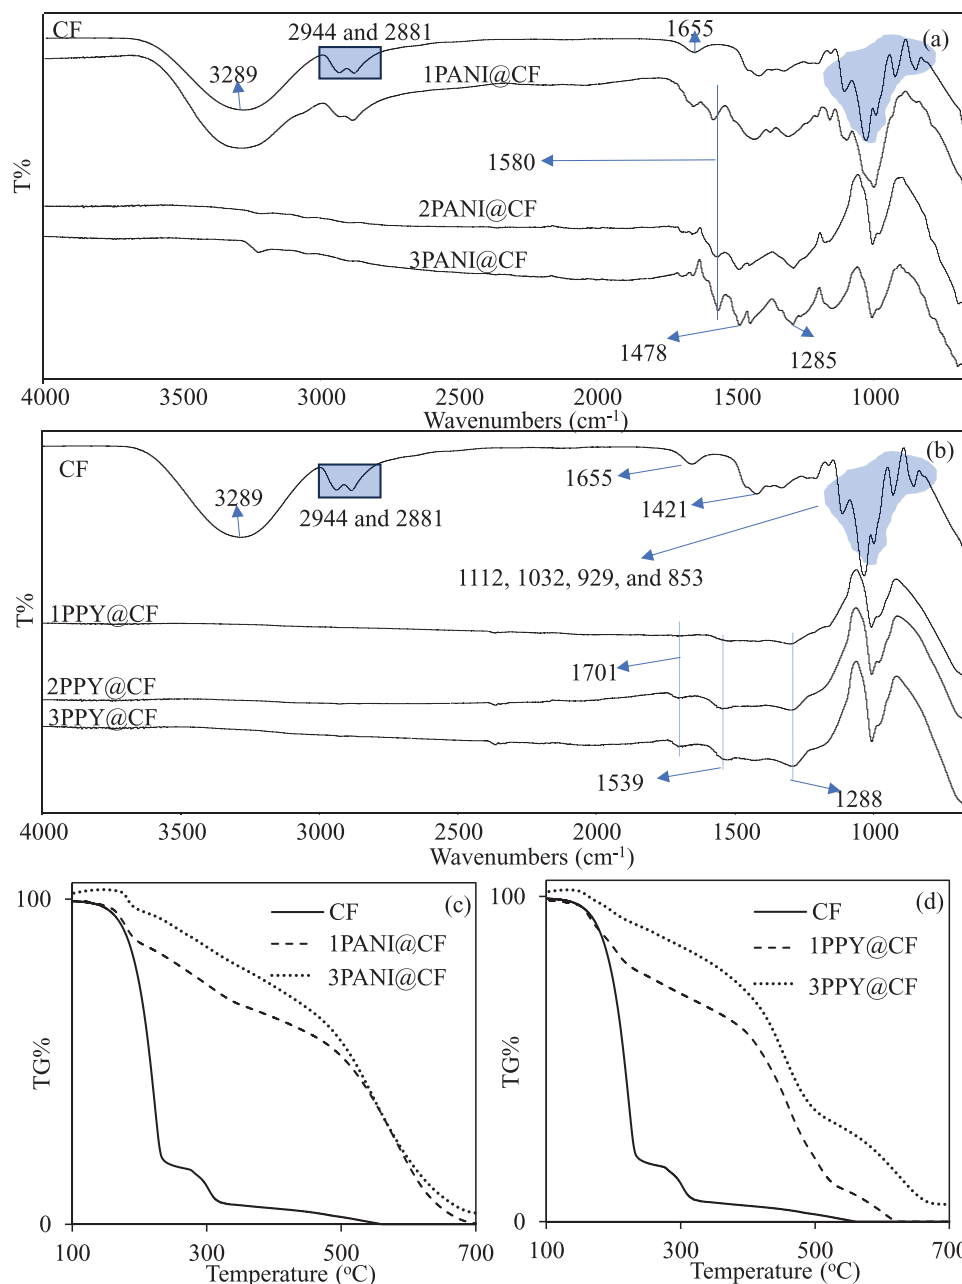 CF
2944 and 2881
1655
(a)
3289
1PANI@CF
1580
2PANI@CF
3PANI@CF
1478
1285
T%
4000 3500 3000 2500 2000 1500 1000
Wavenumbers (cm-1)
CF
(b)
3289
2944 and 2881
1655
1421
1112, 1032, 929, and 853
1PPY@CF
1701
2PPY@CF
3PPY@CF
1539
1288
T%
4000 3500 3000 2500 2000 1500 1000
Wavenumbers (cm-1)
100
(c)
CF
1PANI@CF
3PANI@CF
TG%
0
100 300 500 700
Temperature (oC)
100
(d)
CF
1PPY@CF
3PPY@CF
TG%
0
100 300 500 700
Temperature (oC)